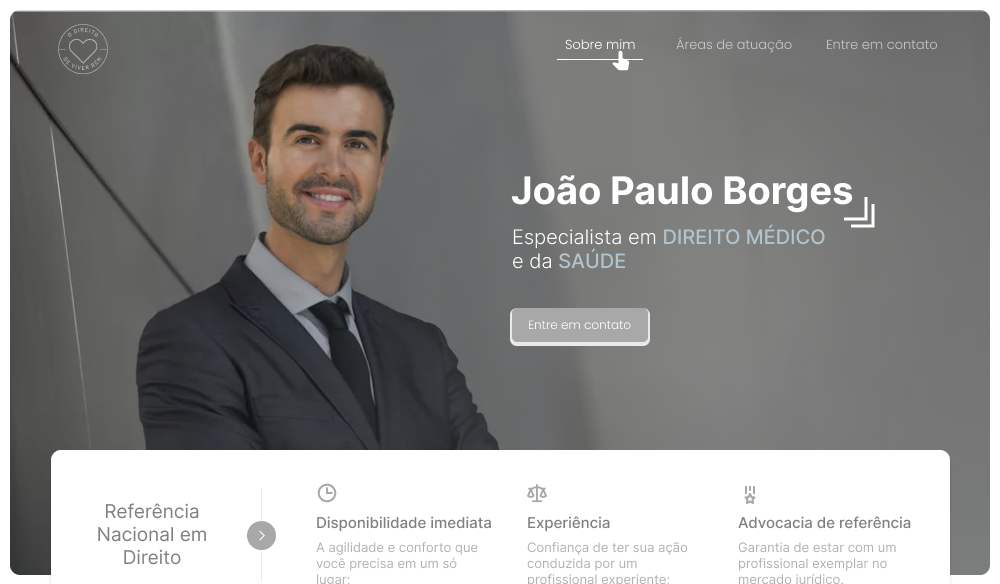 O DIREITO
DE VIVER BEM
Sobre mim
Áreas de atuação
Entre em contato
João Paulo Borges
Especialista em DIREITO MÉDICO
e da SAÚDE
Entre em contato
Referência
Nacional em
Direito
Disponibilidade imediata
A agilidade e conforto que
você precisa em um só
lugar;
Experiência
Confiança de ter sua ação
conduzida por um
profissional experiente;
Advocacia de referência
Garantia de estar com um
profissional exemplar no
mercado jurídico.